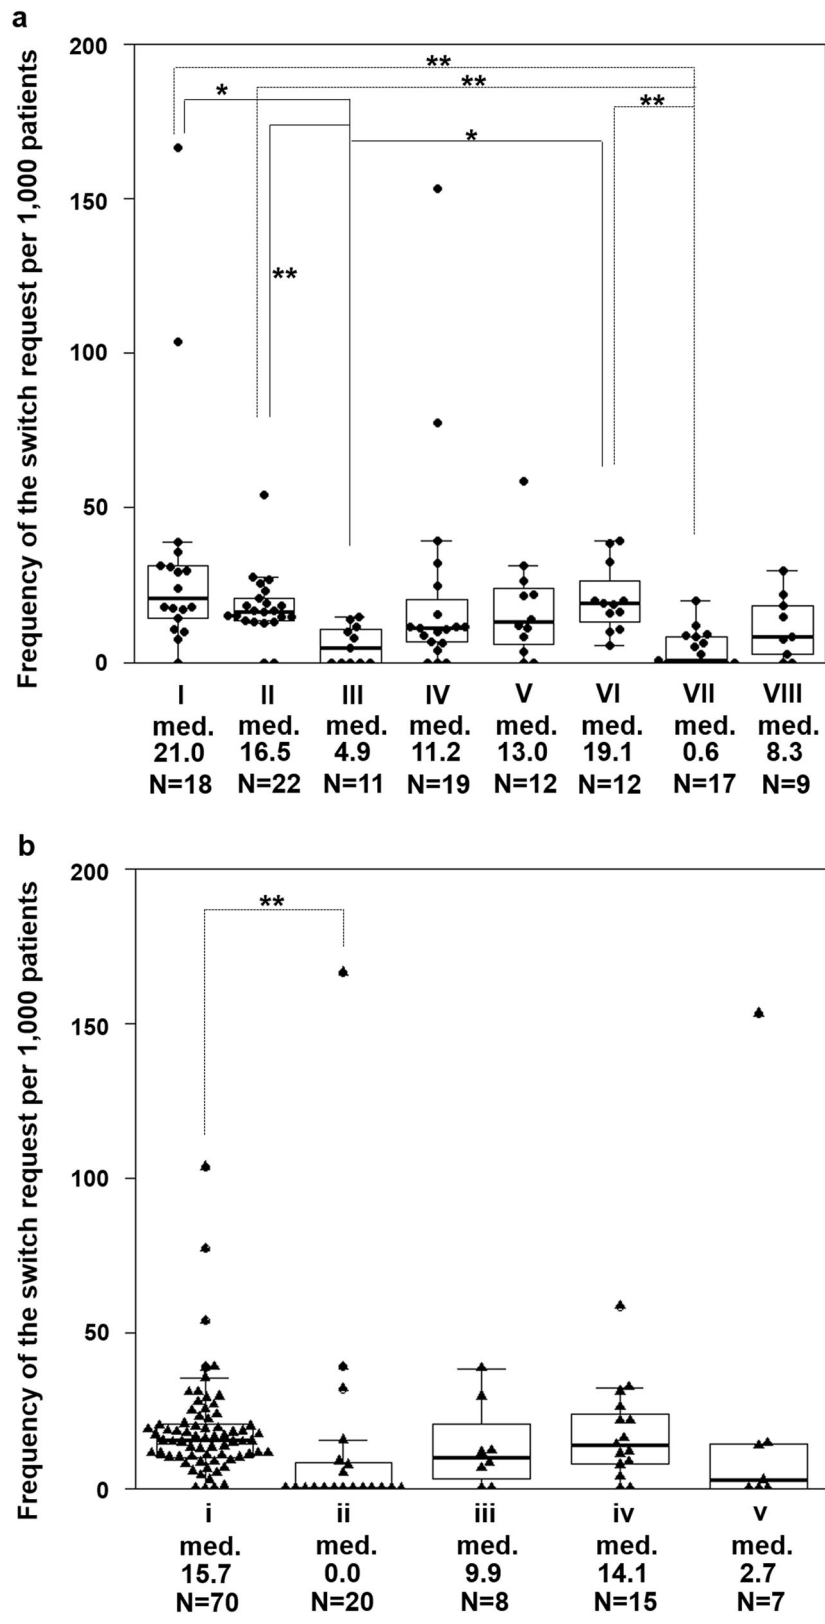 a
Frequency of the switch request per 1,000 patients
200
150
100
50
0
**
**
*
**
*
**
I II III IV V VI VII VIII
med. med. med. med. med. med. med. med.
21.0 16.5 4.9 11.2 13.0 19.1 0.6 8.3
N=18 N=22 N=11 N=19 N=12 N=12 N=17 N=9
b
Frequency of the switch request per 1,000 patients
200
150
100
50
0
**
i ii iii iv v
med. med. med. med. med.
15.7 0.0 9.9 14.1 2.7
N=70 N=20 N=8 N=15 N=7